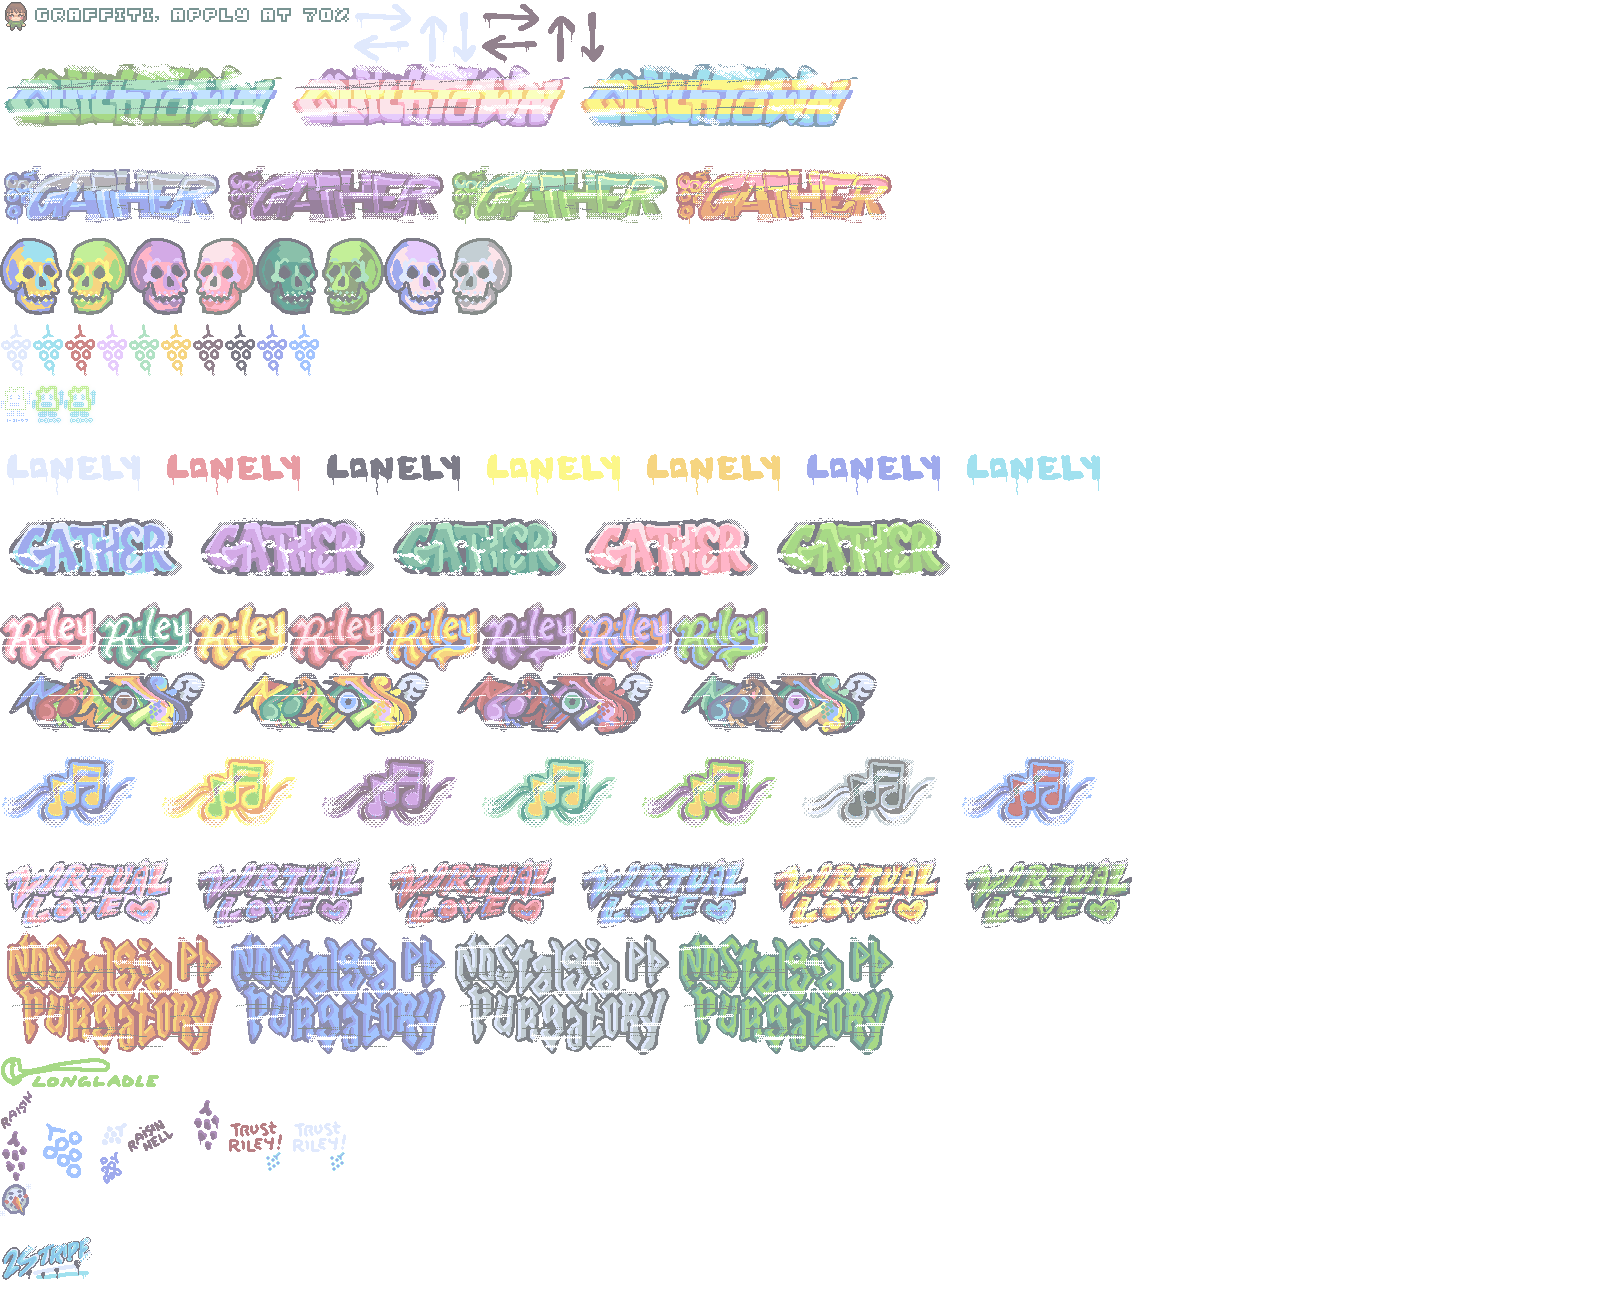 GRAFFITI, APPLY AT 70%
GATHER GATHER GATHER GATHER
LONELY LONELY LONELY LONELY LONELY LONELY LONELY
GATHER GATHER GATHER GATHER GATHER
Riley Riley Riley Riley Riley Riley Riley Riley
VIRTUAL VIRTUAL VIRTUAL VIRTUAL VIRTUAL VIRTUAL
LOVE LOVE LOVE LOVE LOVE LOVE
NOSTALGIA NOSTALGIA NOSTALGIA NOSTALGIA
PURGATORY PURGATORY PURGATORY PURGATORY
LONGLADLE
RAISIN
RAISIN
HELL
TRUST TRUST
RILEY! RILEY!